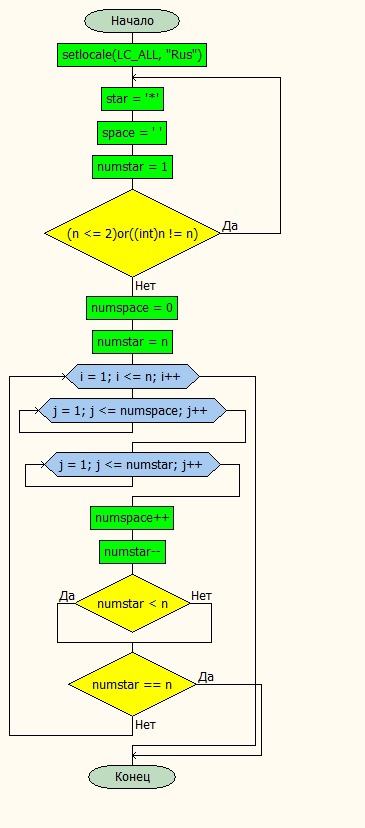 Начало
setlocale(LC_ALL, "Rus")
star = '*'
space = ' '
numstar = 1
(n <= 2)or((int)n != n)
Да
Нет
numspace = 0
numstar = n
i = 1; i <= n; i++
j = 1; j <= numspace; j++
j = 1; j <= numstar; j++
numspace++
numstar--
Да
numstar < n
Нет
numstar == n
Да
Нет
Конец